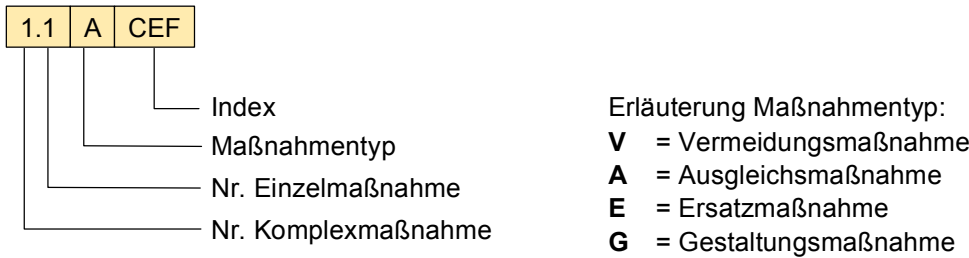 1.1 A CEF
Index
Maßnahmentyp
Nr. Einzelmaßnahme
Nr. Komplexmaßnahme
Erläuterung Maßnahmentyp:
V = Vermeidungsmaßnahme
A = Ausgleichsmaßnahme
E = Ersatzmaßnahme
G = Gestaltungsmaßnahme